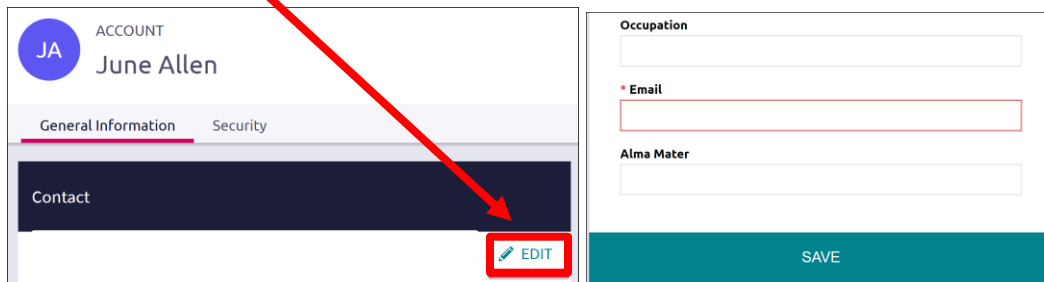 JA
ACCOUNT
June Allen
General Information Security
Contact
EDIT
Occupation
* Email
Alma Mater
SAVE